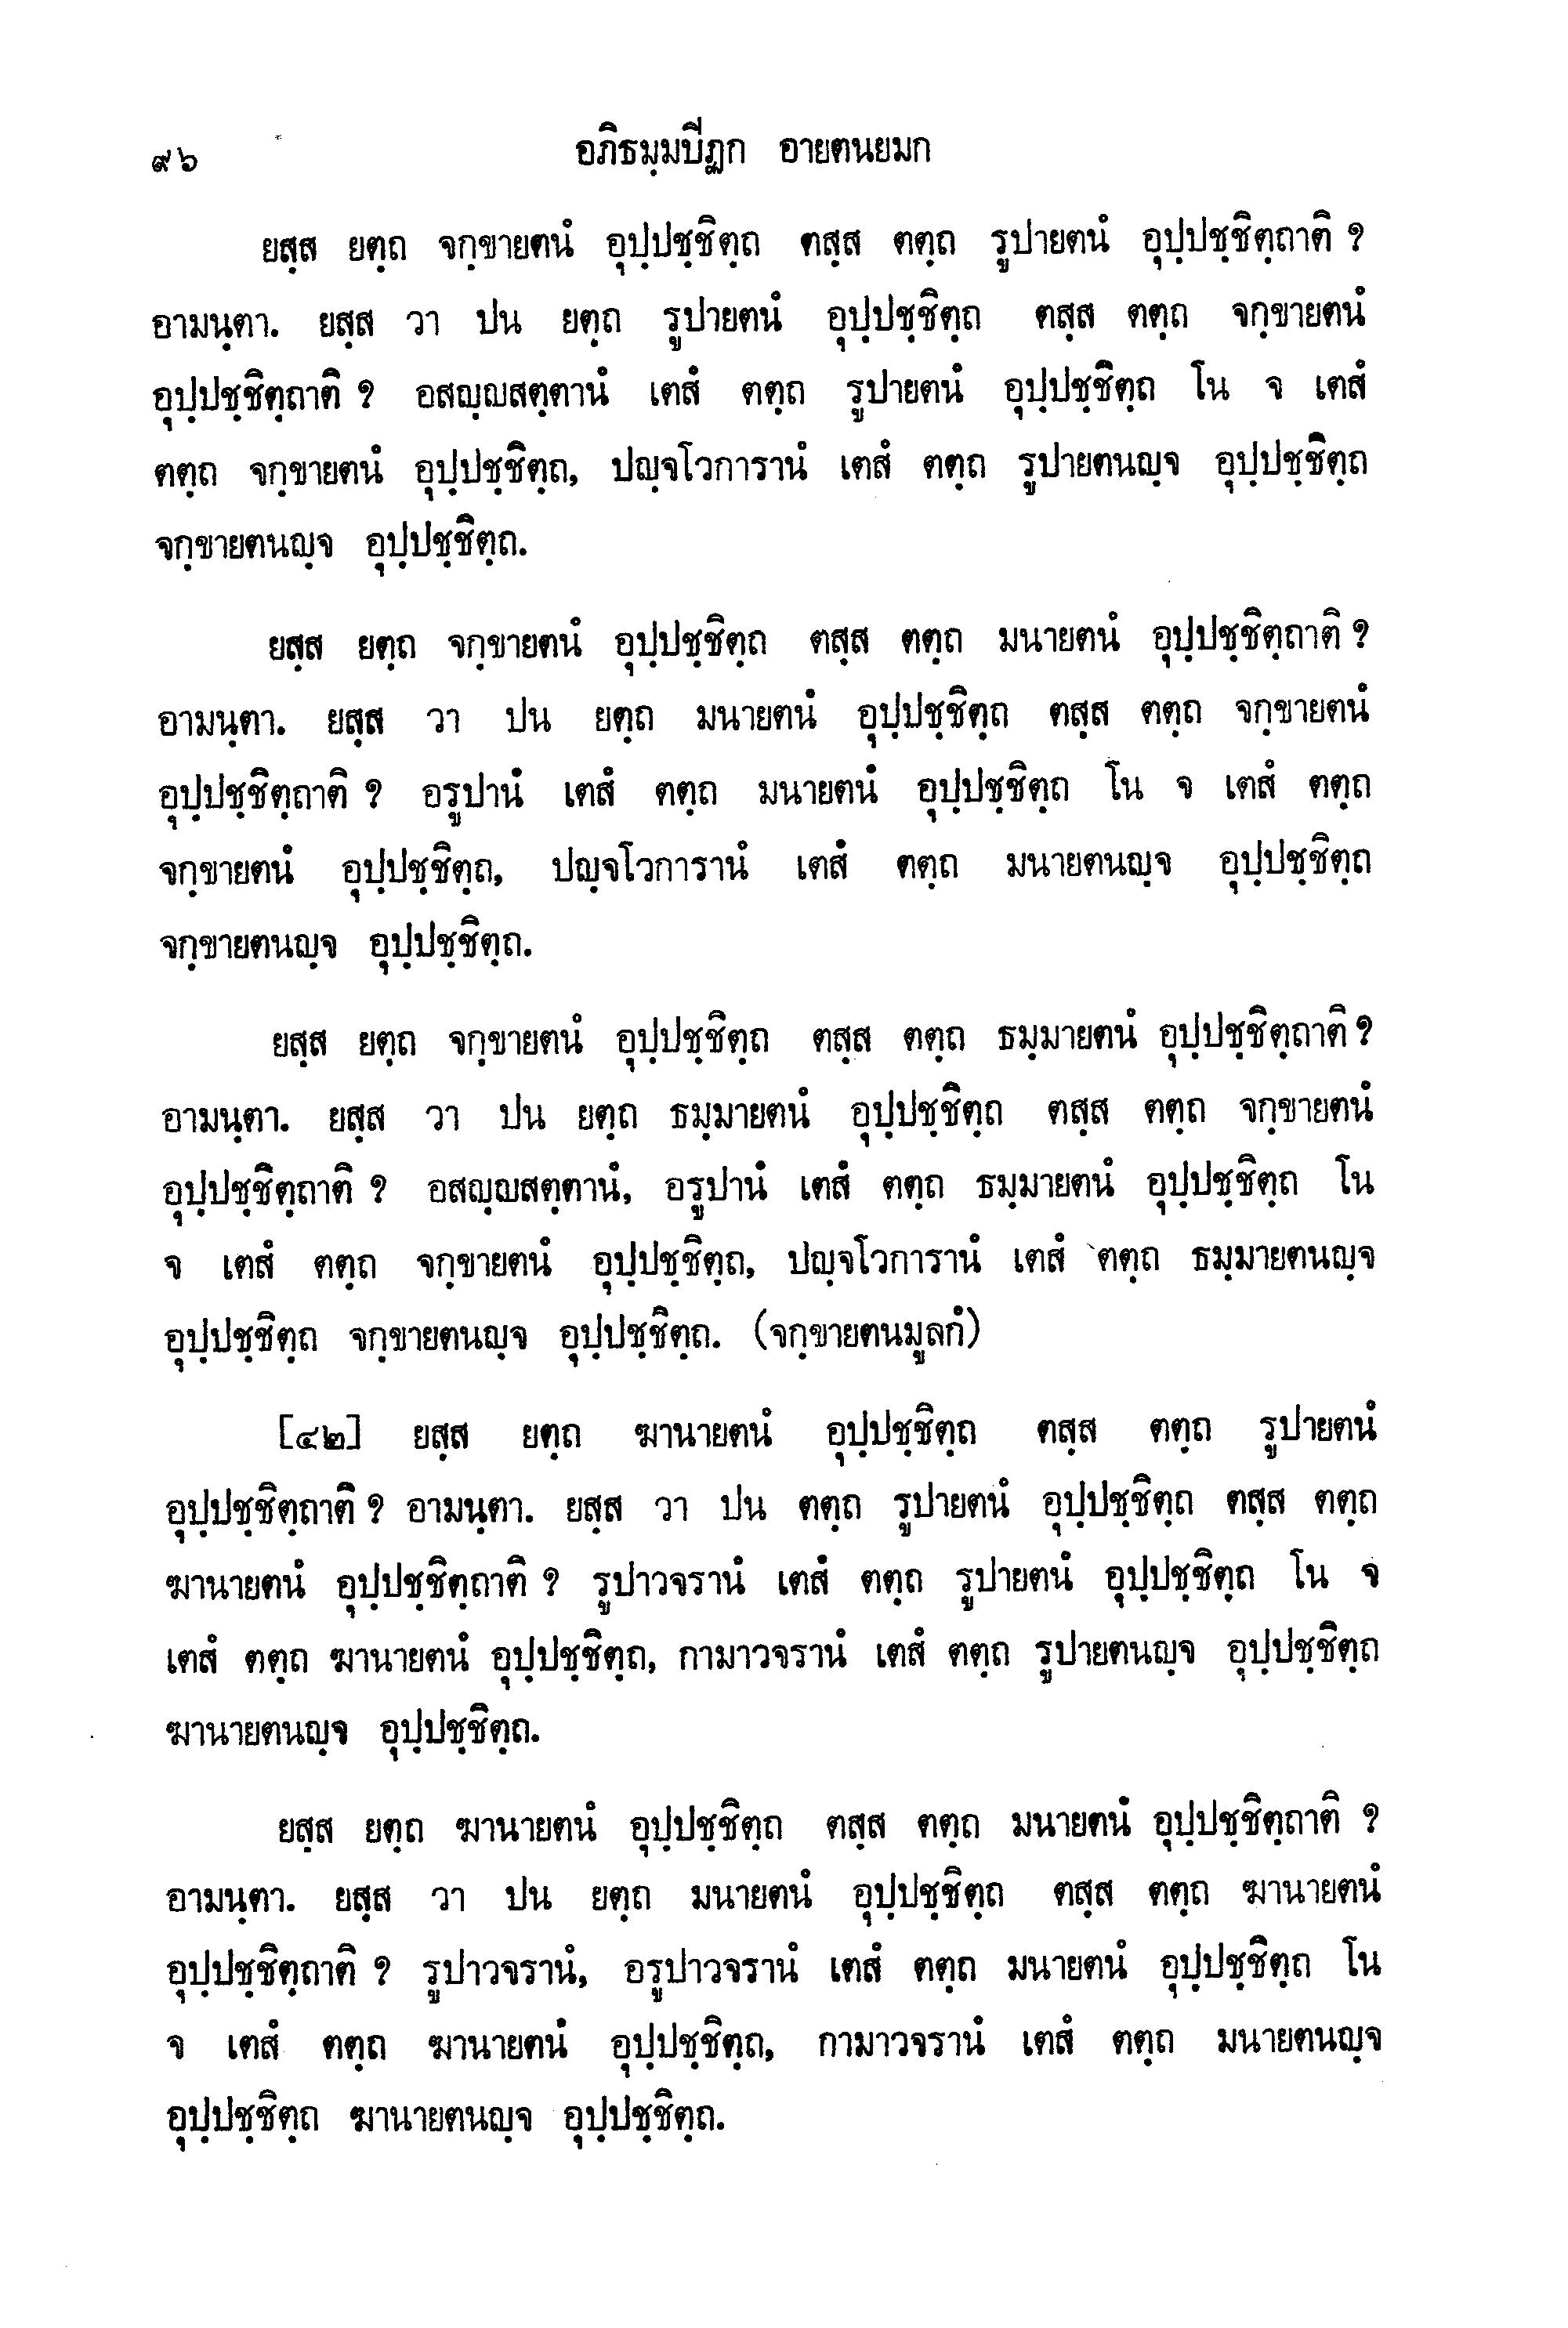 ๙๖ อภิธมฺมปีฏก อายตนยมก
ยสฺส ยตฺถ จกฺขายตนํ อุปฺปชฺชิตฺถ ตสฺส ตตฺถ รูปายตนํ อุปฺปชฺชิตฺถาติ ?
อามนฺตา. ยสฺส วา ปน ยตฺถ รูปายตนํ อุปฺปชฺชิตฺถ ตสฺส ตตฺถ จกฺขายตนํ
อุปฺปชฺชิตฺถาติ ? อสญฺญสตฺตานํ เตสํ ตตฺถ รูปายตนํ อุปฺปชฺชิตฺถ โน จ เตสํ
ตตฺถ จกฺขายตนํ อุปฺปชฺชิตฺถ, ปญฺจโวการานํ เตสํ ตตฺถ รูปายตนญฺจ อุปฺปชฺชิตฺถ
จกฺขายตนญฺจ อุปฺปชฺชิตฺถ.
ยสฺส ยตฺถ จกฺขายตนํ อุปฺปชฺชิตฺถ ตสฺส ตตฺถ มนายตนํ อุปฺปชฺชิตฺถาติ ?
อามนฺตา. ยสฺส วา ปน ยตฺถ มนายตนํ อุปฺปชฺชิตฺถ ตสฺส ตตฺถ จกฺขายตนํ
อุปฺปชฺชิตฺถาติ ? อรูปานํ เตสํ ตตฺถ มนายตนํ อุปฺปชฺชิตฺถ โน จ เตสํ ตตฺถ
จกฺขายตนํ อุปฺปชฺชิตฺถ, ปญฺจโวการานํ เตสํ ตตฺถ มนายตนญฺจ อุปฺปชฺชิตฺถ
จกฺขายตนญฺจ อุปฺปชฺชิตฺถ.
ยสฺส ยตฺถ จกฺขายตนํ อุปฺปชฺชิตฺถ ตสฺส ตตฺถ ธมฺมายตนํ อุปฺปชฺชิตฺถาติ ?
อามนฺตา. ยสฺส วา ปน ยตฺถ ธมฺมายตนํ อุปฺปชฺชิตฺถ ตสฺส ตตฺถ จกฺขายตนํ
อุปฺปชฺชิตฺถาติ ? อสญฺญสตฺตานํ, อรูปานํ เตสํ ตตฺถ ธมฺมายตนํ อุปฺปชฺชิตฺถ โน
จ เตสํ ตตฺถ จกฺขายตนํ อุปฺปชฺชิตฺถ, ปญฺจโวการานํ เตสํ ตตฺถ ธมฺมายตนญฺจ
อุปฺปชฺชิตฺถ จกฺขายตนญฺจ อุปฺปชฺชิตฺถ. (จกฺขายตนมูลกํ)
[๔๒] ยสฺส ยตฺถ ฆานายตนํ อุปฺปชฺชิตฺถ ตสฺส ตตฺถ รูปายตนํ
อุปฺปชฺชิตฺถาติ ? อามนฺตา. ยสฺส วา ปน ตตฺถ รูปายตนํ อุปฺปชฺชิตฺถ ตสฺส ตตฺถ
ฆานายตนํ อุปฺปชฺชิตฺถาติ ? รูปาวจรานํ เตสํ ตตฺถ รูปายตนํ อุปฺปชฺชิตฺถ โน จ
เตสํ ตตฺถ ฆานายตนํ อุปฺปชฺชิตฺถ, กามาวจรานํ เตสํ ตตฺถ รูปายตนญฺจ อุปฺปชฺชิตฺถ
ฆานายตนญฺจ อุปฺปชฺชิตฺถ.
ยสฺส ยตฺถ ฆานายตนํ อุปฺปชฺชิตฺถ ตสฺส ตตฺถ มนายตนํ อุปฺปชฺชิตฺถาติ ?
อามนฺตา. ยสฺส วา ปน ยตฺถ มนายตนํ อุปฺปชฺชิตฺถ ตสฺส ตตฺถ ฆานายตนํ
อุปฺปชฺชิตฺถาติ ? รูปาวจรานํ, อรูปาวจรานํ เตสํ ตตฺถ มนายตนํ อุปฺปชฺชิตฺถ โน
จ เตสํ ตตฺถ ฆานายตนํ อุปฺปชฺชิตฺถ, กามาวจรานํ เตสํ ตตฺถ มนายตนญฺจ
อุปฺปชฺชิตฺถ ฆานายตนญฺจ อุปฺปชฺชิตฺถ.